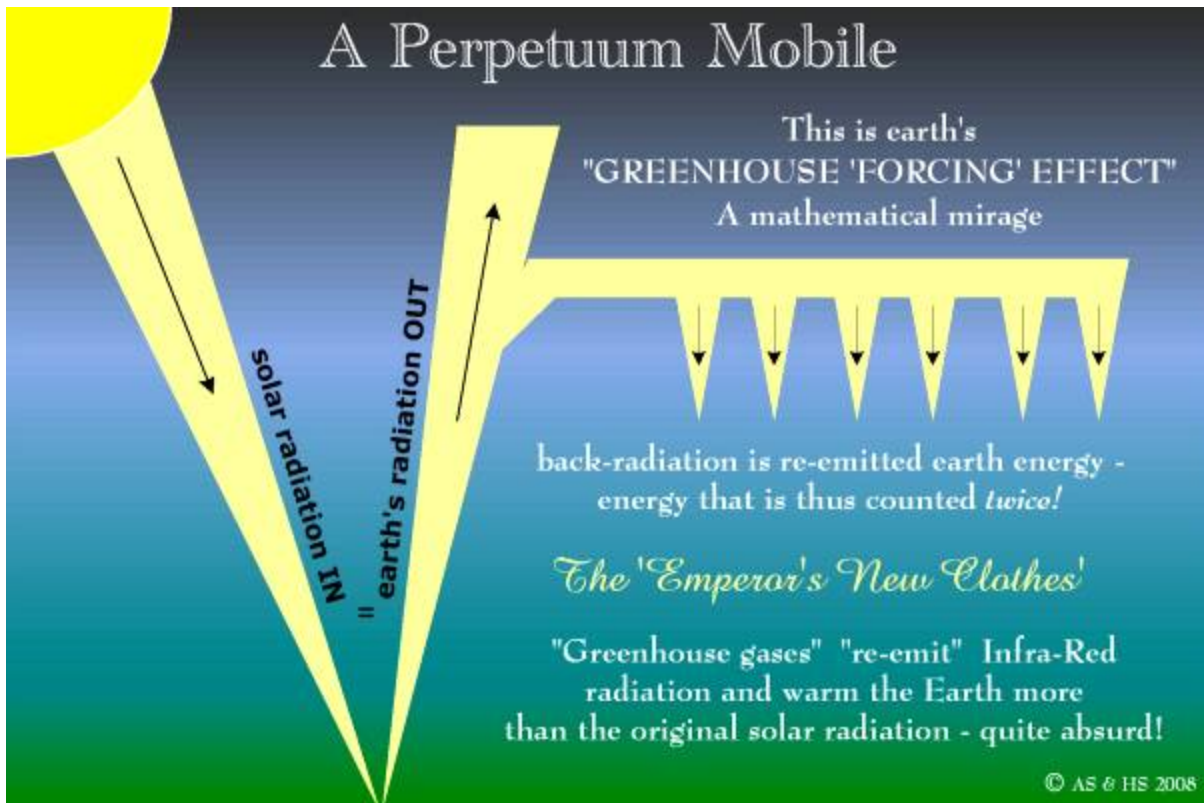 A Perpetuum Mobile
This is earth's
"GREENHOUSE 'FORCING' EFFECT"
A mathematical mirage
solar radiation IN
=
earth's radiation OUT
back-radiation is re-emitted earth energy -
energy that is thus counted twice!
The 'Emperor's New Clothes'
"Greenhouse gases" "re-emit" Infra-Red
radiation and warm the Earth more
than the original solar radiation - quite absurd!
© AS & HS 2008